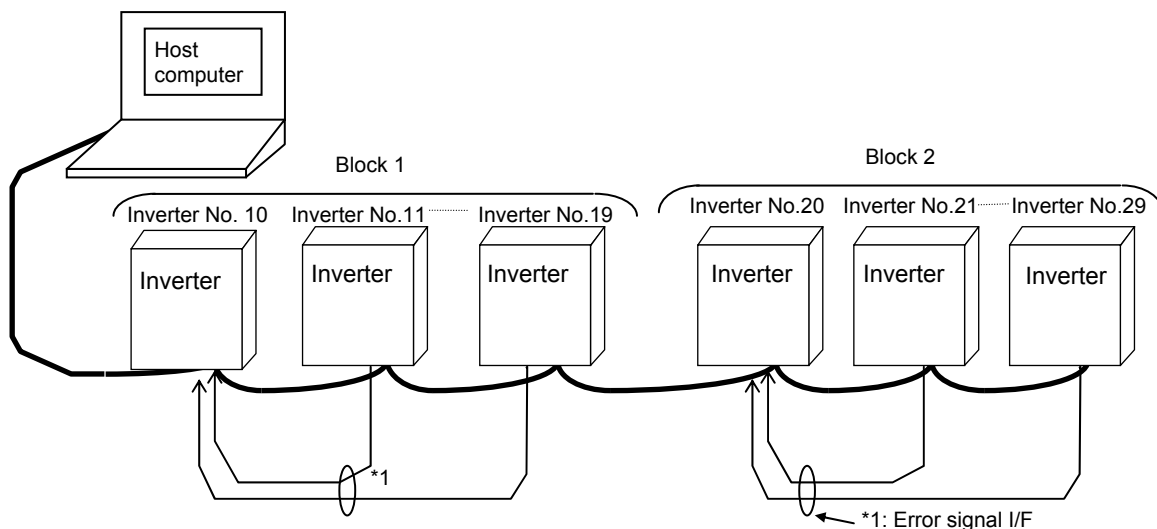 Host
computer
Block 1
Block 2
Inverter No. 10
Inverter No.11
Inverter No.19
Inverter No.20
Inverter No.21
Inverter No.29
Inverter
Inverter
Inverter
Inverter
Inverter
Inverter
*1
*1: Error signal I/F